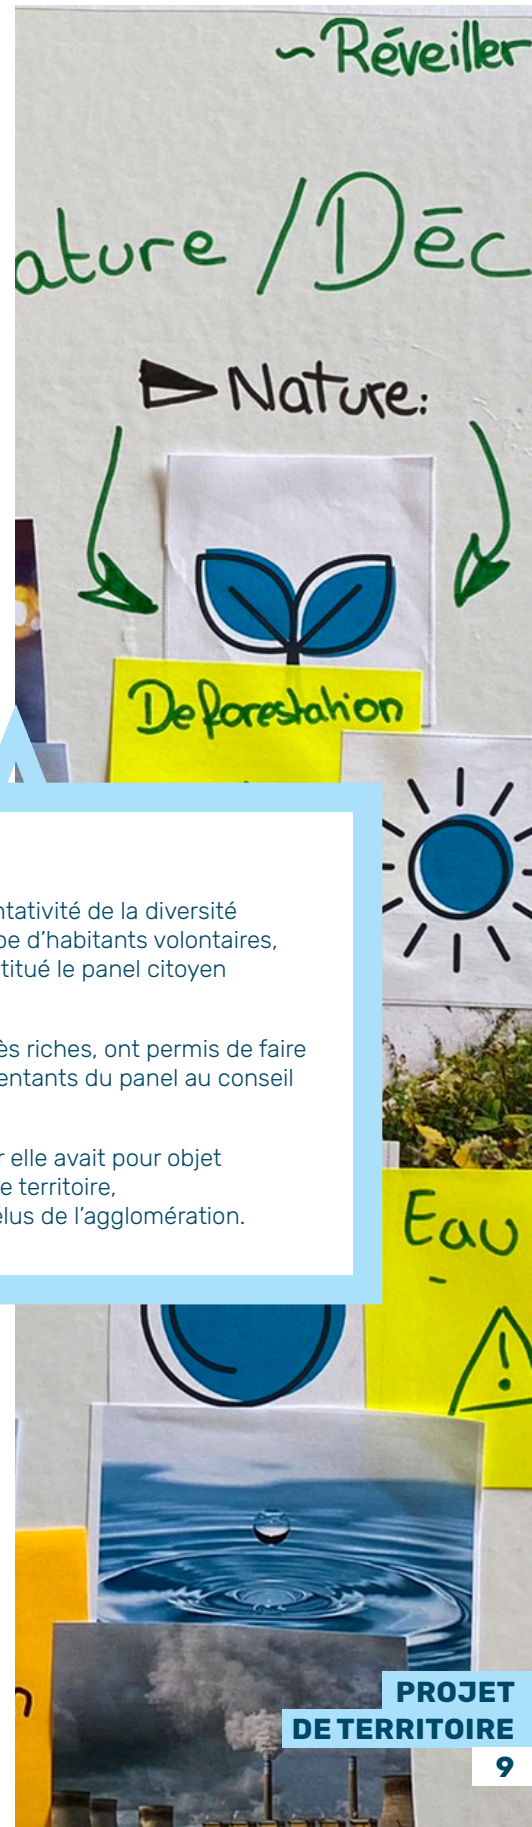 ~ Réveiller
ature / Déc
Nature:
Deforestation
ntativité de la diversité
pe d’habitants volontaires,
titué le panel citoyen
ès riches, ont permis de faire
entants du panel au conseil
r elle avait pour objet
e territoire,
élus de l’agglomération.
Eau
-
!
n
PROJET
DE TERRITOIRE
9